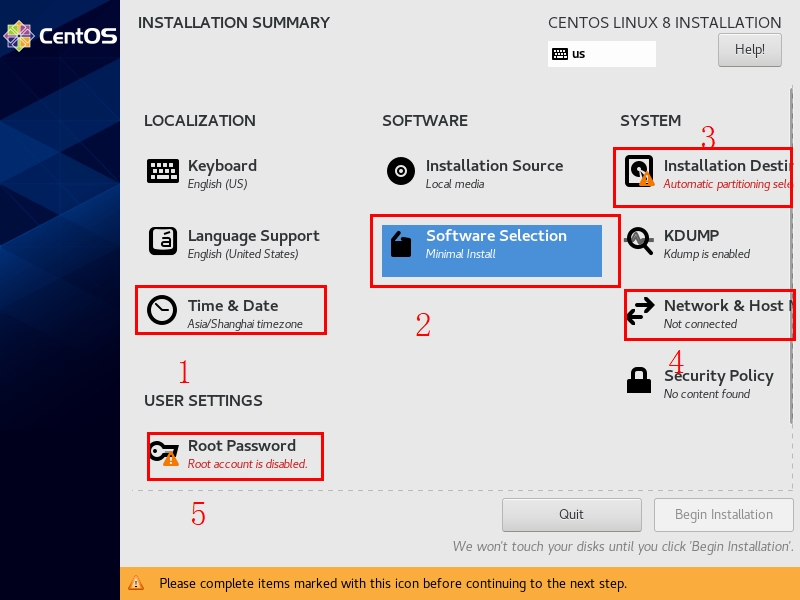 CentOS
INSTALLATION SUMMARY
CENTOS LINUX 8 INSTALLATION
us
Help!
LOCALIZATION
SOFTWARE
SYSTEM
3
Keyboard
English (US)
Installation Source
Local media
Installation Desti
Automatic partitioning sele
Language Support
English (United States)
Software Selection
Minimal Install
KDUMP
Kdump is enabled
Time & Date
Asia/Shanghai timezone
2
Network & Host
Not connected
1
4
Security Policy
No content found
USER SETTINGS
Root Password
Root account is disabled.
5
Quit
Begin Installation
We won't touch your disks until you click 'Begin Installation'.
Please complete items marked with this icon before continuing to the next step.